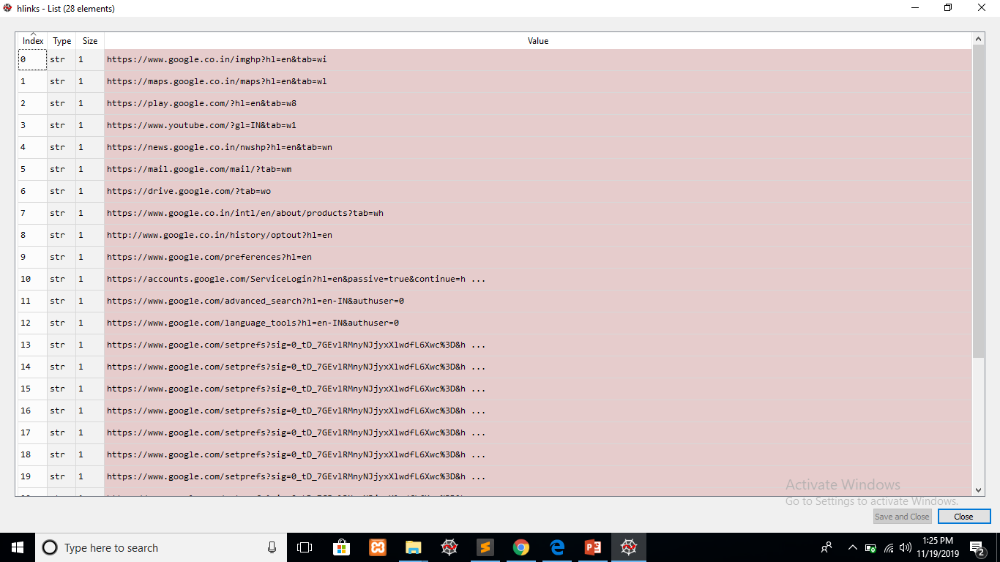 hlinks - List (28 elements)
Index Type Size Value
0 str 1 https://www.google.co.in/imghp?hl=en&tab=wi
1 str 1 https://maps.google.co.in/maps?hl=en&tab=wl
2 str 1 https://play.google.com/?hl=en&tab=w8
3 str 1 https://www.youtube.com/?gl=IN&tab=w1
4 str 1 https://news.google.co.in/nwshp?hl=en&tab=wn
5 str 1 https://mail.google.com/mail/?tab=wm
6 str 1 https://drive.google.com/?tab=wo
7 str 1 https://www.google.co.in/intl/en/about/products?tab=wh
8 str 1 http://www.google.co.in/history/optout?hl=en
9 str 1 https://www.google.com/preferences?hl=en
10 str 1 https://accounts.google.com/ServiceLogin?hl=en&passive=true&continue=h ...
11 str 1 https://www.google.com/advanced_search?hl=en-IN&authuser=0
12 str 1 https://www.google.com/language_tools?hl=en-IN&authuser=0
13 str 1 https://www.google.com/setprefs?sig=0_tD_7GEvlRMnyNJjyxXlwdfL6Xwc%3D&h ...
14 str 1 https://www.google.com/setprefs?sig=0_tD_7GEvlRMnyNJjyxXlwdfL6Xwc%3D&h ...
15 str 1 https://www.google.com/setprefs?sig=0_tD_7GEvlRMnyNJjyxXlwdfL6Xwc%3D&h ...
16 str 1 https://www.google.com/setprefs?sig=0_tD_7GEvlRMnyNJjyxXlwdfL6Xwc%3D&h ...
17 str 1 https://www.google.com/setprefs?sig=0_tD_7GEvlRMnyNJjyxXlwdfL6Xwc%3D&h ...
18 str 1 https://www.google.com/setprefs?sig=0_tD_7GEvlRMnyNJjyxXlwdfL6Xwc%3D&h ...
19 str 1 https://www.google.com/setprefs?sig=0_tD_7GEvlRMnyNJjyxXlwdfL6Xwc%3D&h ...
Activate Windows
Go to Settings to activate Windows.
Save and Close Close
Type here to search
1:25 PM
11/19/2019
2